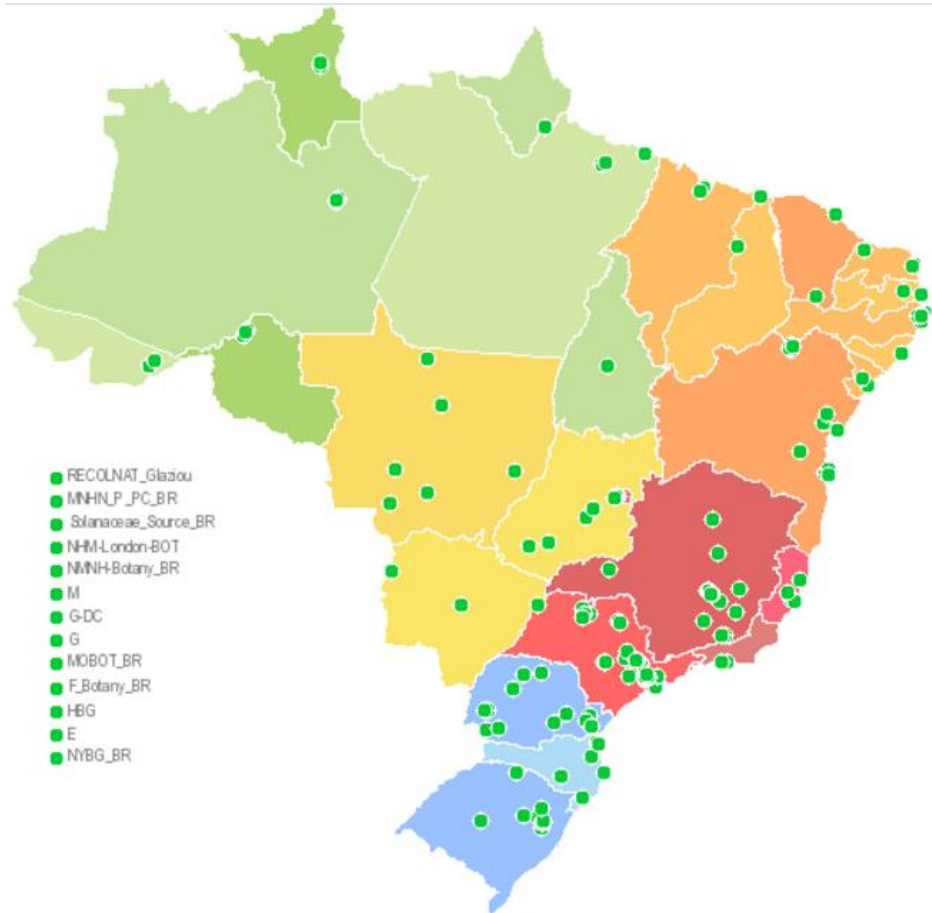 RECOLNAT_Glaziou
MNHN_P_PC_BR
Solanaceae_Source_BR
NHM-London-BOT
NMNH-Botany_BR
M
G-DC
G
MOBOT_BR
F_Botany_BR
HBG
E
NYBG_BR